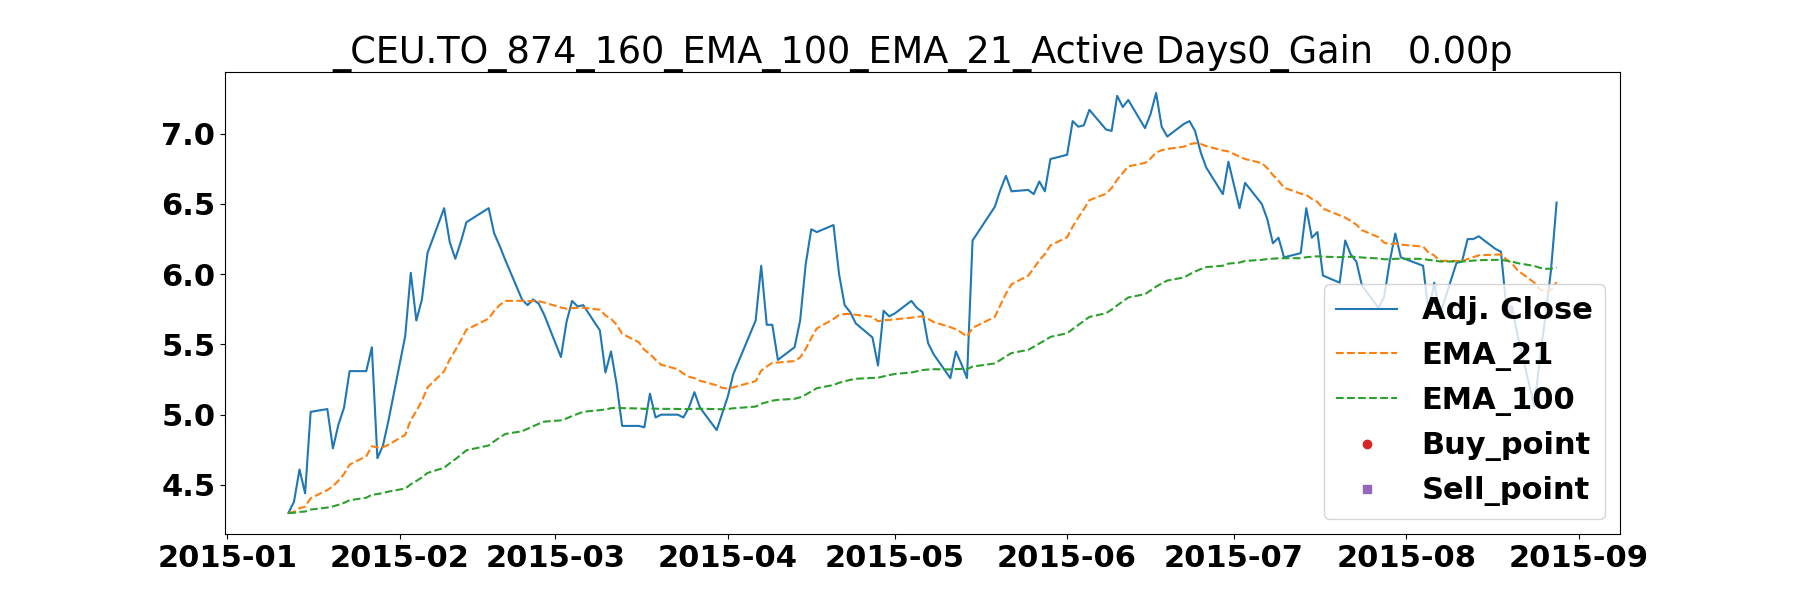 _CEU.TO_874_160_EMA_100_EMA_21_Active Days0_Gain   0.00p
7.0
6.5
6.0
5.5
5.0
4.5
Adj. Close
EMA_21
EMA_100
Buy_point
Sell_point
2015-01 2015-02 2015-03 2015-04 2015-05 2015-06 2015-07 2015-08 2015-09